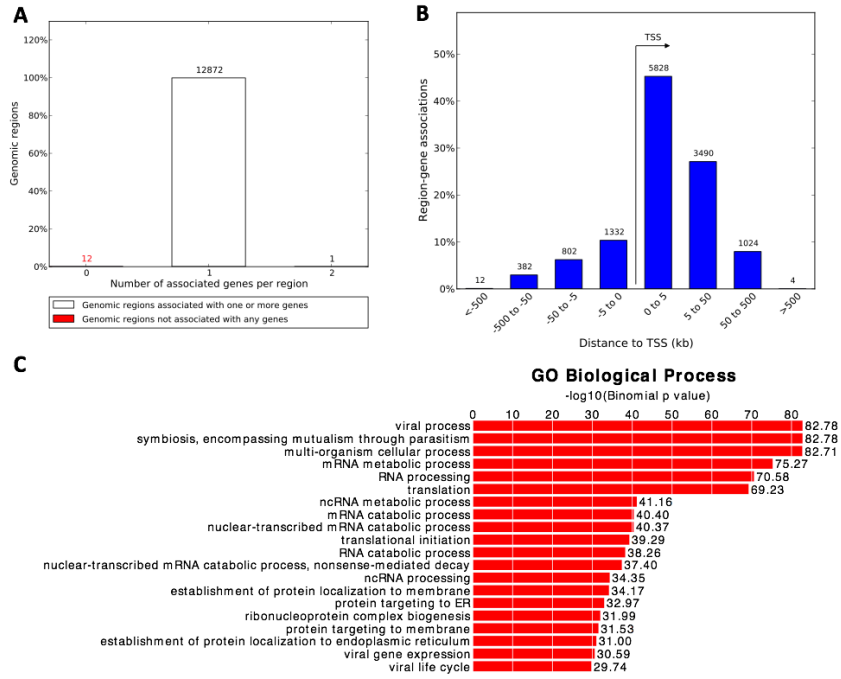 A
Genomic regions
120%
100%
80%
60%
40%
20%
0%
12
12872
1
0
1
2
Number of associated genes per region
Genomic regions associated with one or more genes
Genomic regions not associated with any genes
B
Region-gene associations
50%
40%
30%
20%
10%
0%
TSS
12
382
802
1332
5828
3490
1024
4
<-500
-500 to -50
-50 to -5
-5 to 0
0 to 5
5 to 50
50 to 500
>500
Distance to TSS (kb)
C
GO Biological Process
-log10(Binomial p value)
0 10 20 30 40 50 60 70 80
viral process 82.78
symbiosis, encompassing mutualism through parasitism 82.78
multi-organism cellular process 82.71
mRNA metabolic process 75.27
RNA processing 70.58
translation 69.23
ncRNA metabolic process 41.16
mRNA catabolic process 40.40
nuclear-transcribed mRNA catabolic process 40.37
translational initiation 39.29
RNA catabolic process 38.26
nuclear-transcribed mRNA catabolic process, nonsense-mediated decay 37.40
ncRNA processing 34.35
establishment of protein localization to membrane 34.17
protein targeting to ER 32.97
ribonucleoprotein complex biogenesis 31.99
protein targeting to membrane 31.53
establishment of protein localization to endoplasmic reticulum 31.00
viral gene expression 30.59
viral life cycle 29.74